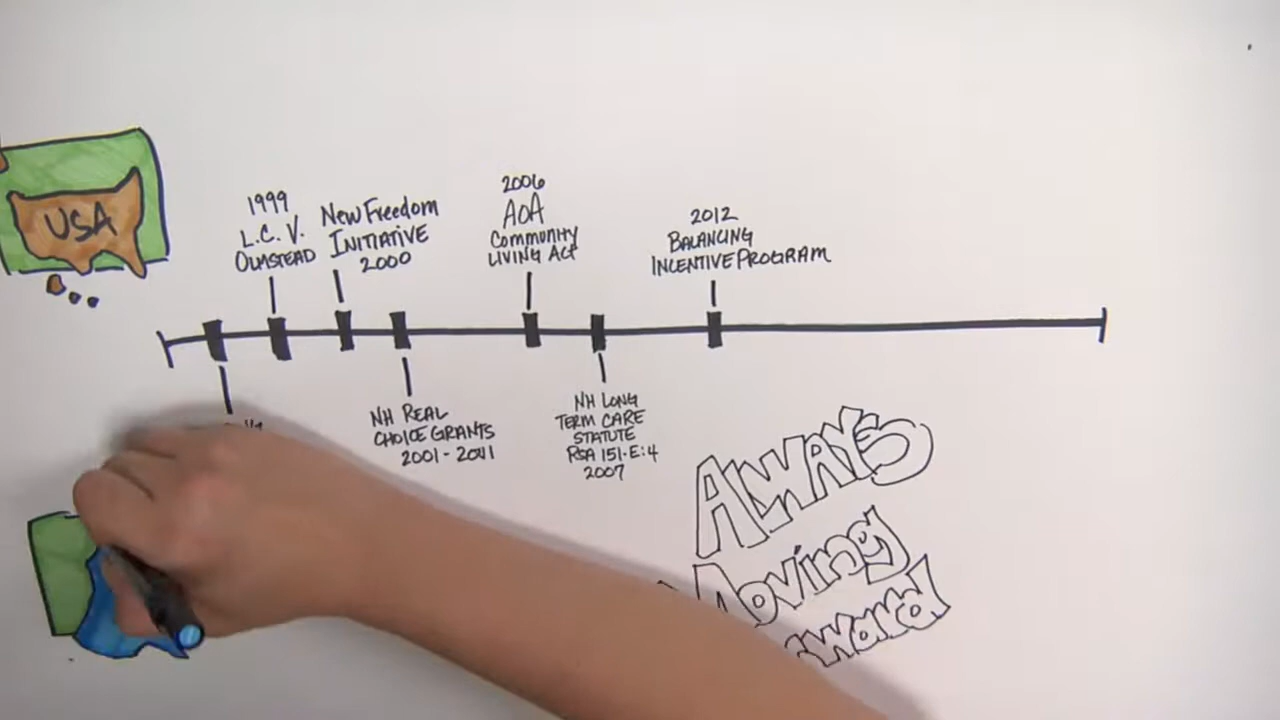 USA
1999
L.C. V.
OLMSTEAD
New Freedom
INITIATIVE
2000
2006
AOA
Community
LIVING ACT
2012
BALANCING
INCENTIVE PROGRAM
NH REAL
CHOICE GRANTS
2001-2011
NH LONG
TERM CARE
STATUTE
RSA 151-E:4
2007
ALWAYS
Moving